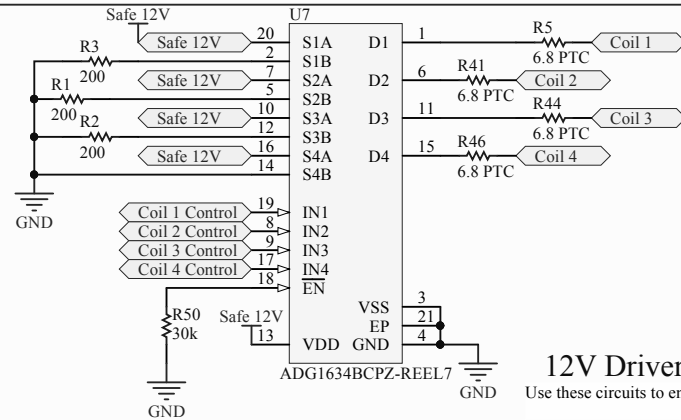 Safe 12V
U7
Safe 12V 20 S1A D1 1 R5 6.8 PTC Coil 1
R3 200 2 S1B
Safe 12V 7 S2A D2 6 R41 6.8 PTC Coil 2
R1 200 5 S2B
Safe 12V 10 S3A D3 11 R44 6.8 PTC Coil 3
R2 200 12 S3B
Safe 12V 16 S4A D4 15 R46 6.8 PTC Coil 4
14 S4B
GND
Coil 1 Control 19 IN1
Coil 2 Control 8 IN2
Coil 3 Control 9 IN3
Coil 4 Control 17 IN4
18 EN
R50 30k
GND
Safe 12V
13 VDD
VSS 3
EP 21
GND 4
ADG1634BCPZ-REEL7
GND
12V Driver
Use these circuits to en